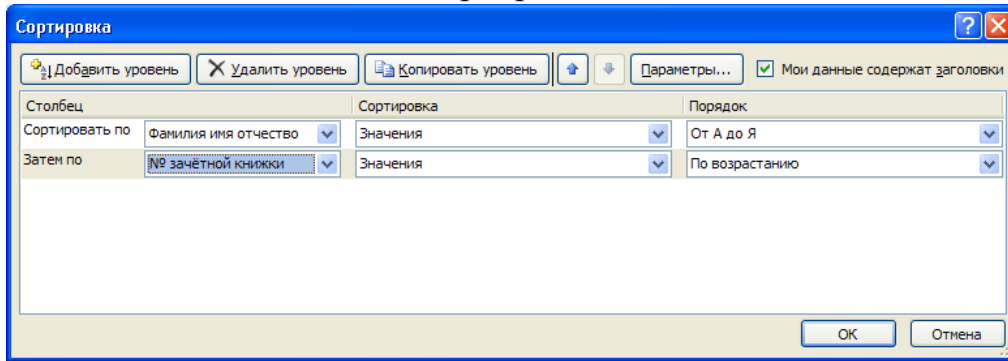 Сортировка
Добавить уровень Удалить уровень Копировать уровень Параметры... Мои данные содержат заголовки
Столбец Сортировка Порядок
Сортировать по Фамилия имя отчество Значения От А до Я
Затем по № зачётной книжки Значения По возрастанию
ОК Отмена